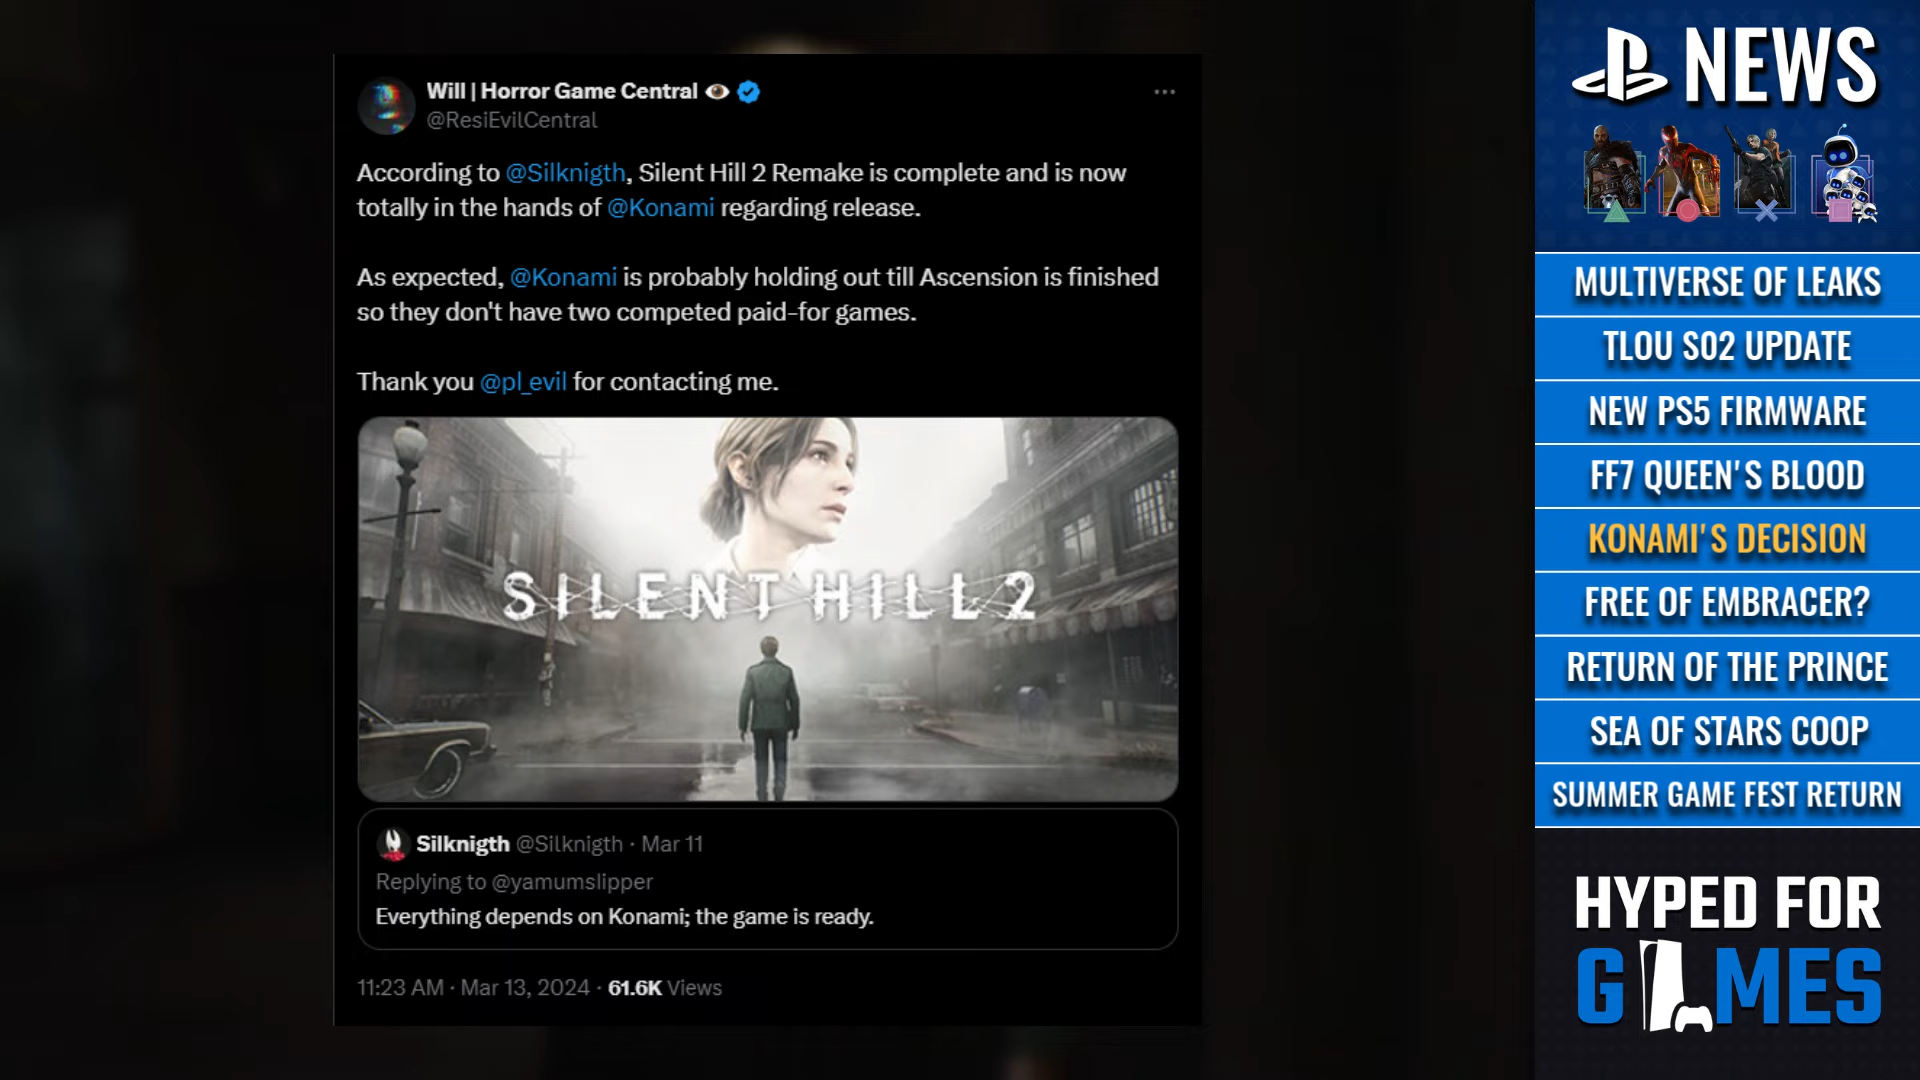 Will | Horror Game Central
@ResiEvilCentral
According to @Silknigth, Silent Hill 2 Remake is complete and is now
totally in the hands of @Konami regarding release.
As expected, @Konami is probably holding out till Ascension is finished
so they don't have two competed paid-for games.
Thank you @pl_evil for contacting me.
SILENT HILL 2
Silknigth @Silknigth · Mar 11
Replying to @yamumslipper
Everything depends on Konami; the game is ready.
11:23 AM · Mar 13, 2024 · 61.6K Views
NEWS
MULTIVERSE OF LEAKS
TLOU S02 UPDATE
NEW PS5 FIRMWARE
FF7 QUEEN'S BLOOD
KONAMI'S DECISION
FREE OF EMBRACER?
RETURN OF THE PRINCE
SEA OF STARS COOP
SUMMER GAME FEST RETURN
HYPED FOR
GAMES